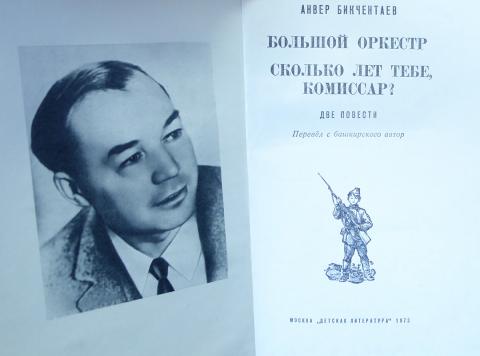 АНВЕР БИКЧЕНТАЕВ
БОЛЬШОЙ ОРКЕСТР
СКОЛЬКО ЛЕТ ТЕБЕ,
КОМИССАР?
ДВЕ ПОВЕСТИ
Перевёл с башкирского автор
МОСКВА „ДЕТСКАЯ ЛИТЕРАТУРА" 1973